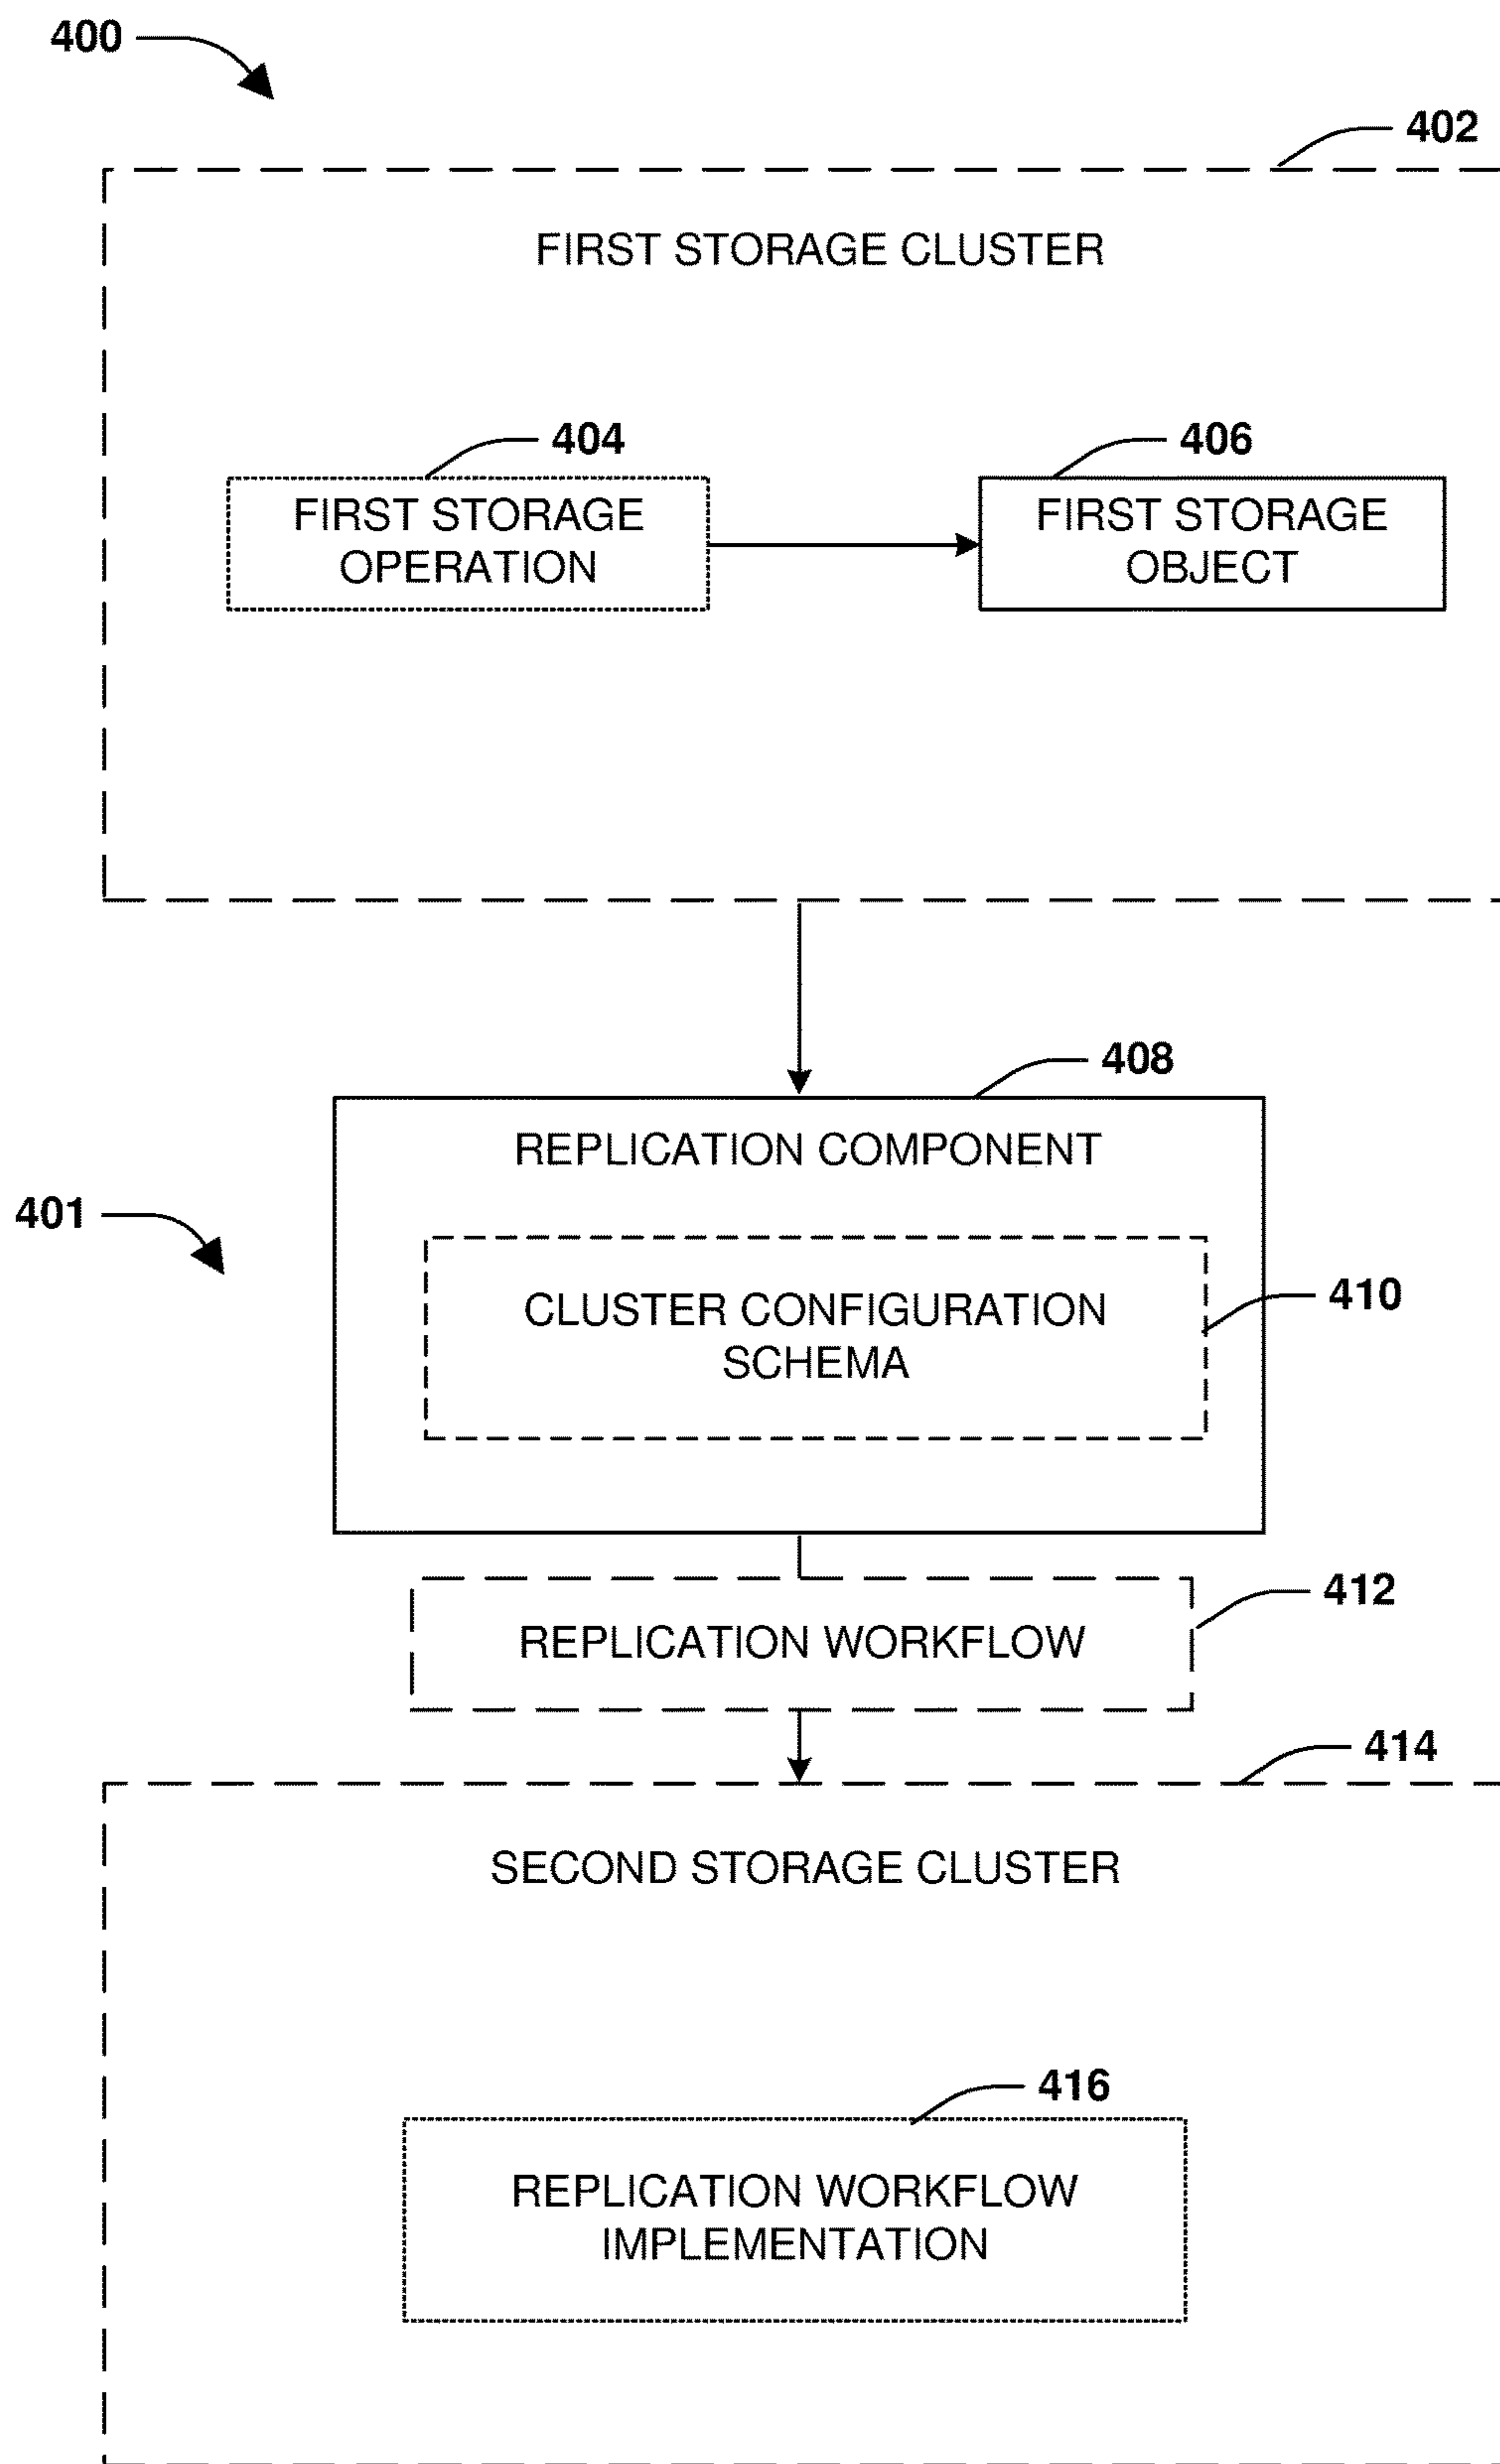 400
402
FIRST STORAGE CLUSTER
404
406
FIRST STORAGE
OPERATION
FIRST STORAGE
OBJECT
408
REPLICATION COMPONENT
401
410
CLUSTER CONFIGURATION
SCHEMA
412
REPLICATION WORKFLOW
414
SECOND STORAGE CLUSTER
416
REPLICATION WORKFLOW
IMPLEMENTATION